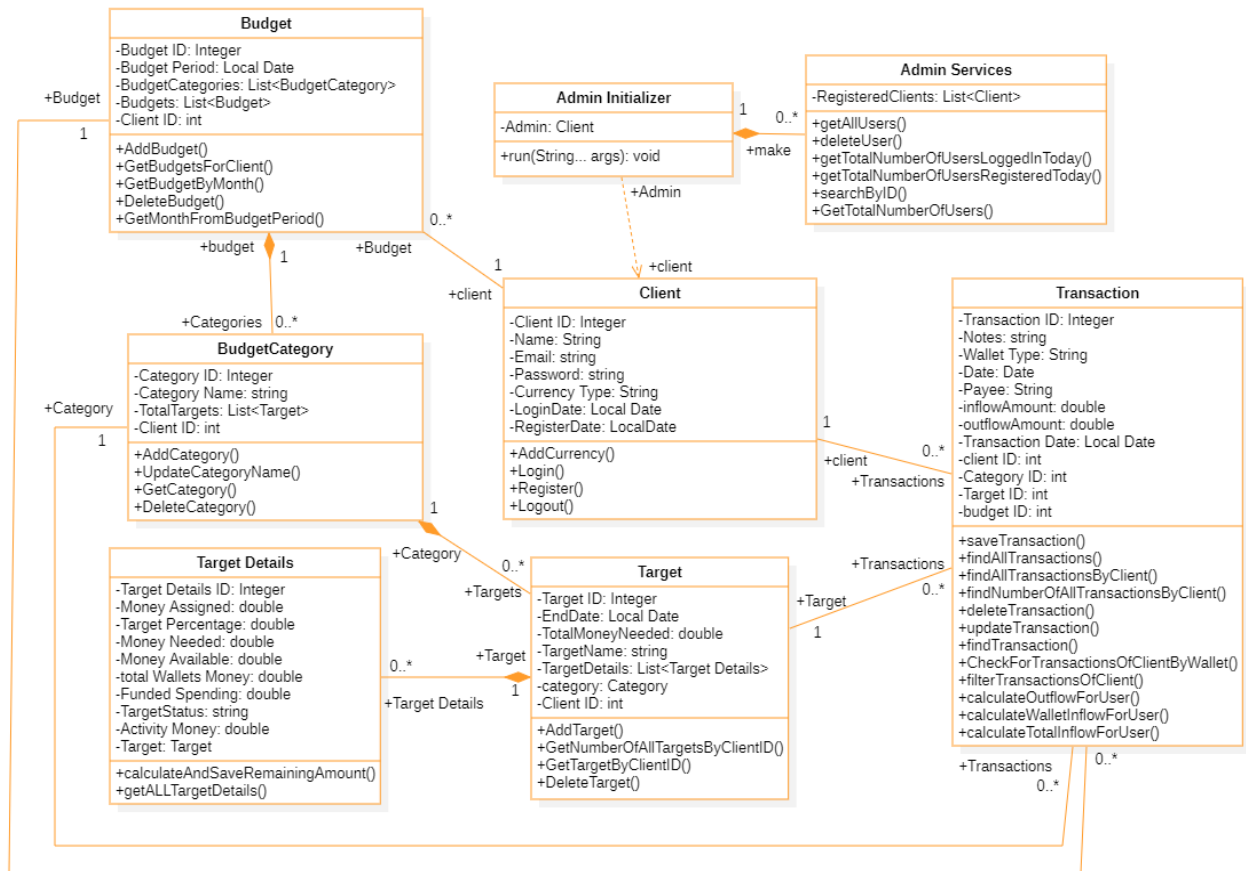 Budget
-Budget ID: Integer
-Budget Period: Local Date
-BudgetCategories: List<BudgetCategory>
-Budgets: List<Budget>
-Client ID: int
+AddBudget()
+GetBudgetsForClient()
+GetBudgetByMonth()
+DeleteBudget()
+GetMonthFromBudgetPeriod()
+Budget
1
Admin Initializer
-Admin: Client
+run(String... args): void
1
0..*
+make
Admin Services
-RegisteredClients: List<Client>
+getAllUsers()
+deleteUser()
+getTotalNumberOfUsersLoggedInToday()
+getTotalNumberOfUsersRegisteredToday()
+searchByID()
+GetTotalNumberOfUsers()
+Admin
+client
+budget
1
+Budget
0..*
1
+client
+Categories
0..*
BudgetCategory
-Category ID: Integer
-Category Name: string
-TotalTargets: List<Target>
-Client ID: int
+AddCategory()
+UpdateCategoryName()
+GetCategory()
+DeleteCategory()
+Category
1
Client
-Client ID: Integer
-Name: String
-Email: string
-Password: string
-Currency Type: String
-LoginDate: Local Date
-RegisterDate: LocalDate
+AddCurrency()
+Login()
+Register()
+Logout()
1
+client
0..*
+Transactions
Transaction
-Transaction ID: Integer
-Notes: string
-Wallet Type: String
-Date: Date
-Payee: String
-inflowAmount: double
-outflowAmount: double
-Transaction Date: Local Date
-client ID: int
-Category ID: int
-Target ID: int
-budget ID: int
+saveTransaction()
+findAllTransactions()
+findAllTransactionsByClient()
+findNumberOfAllTransactionsByClient()
+deleteTransaction()
+updateTransaction()
+findTransaction()
+CheckForTransactionsOfClientByWallet()
+filterTransactionsOfClient()
+calculateOutflowForUser()
+calculateWalletInflowForUser()
+calculateTotalInflowForUser()
1
+Category
0..*
+Targets
Target Details
-Target Details ID: Integer
-Money Assigned: double
-Target Percentage: double
-Money Needed: double
-Money Available: double
-total Wallets Money: double
-Funded Spending: double
-TargetStatus: string
-Activity Money: double
-Target: Target
+calculateAndSaveRemainingAmount()
+getALLTargetDetails()
0..*
+Target Details
+Target
1
Target
-Target ID: Integer
-EndDate: Local Date
-TotalMoneyNeeded: double
-TargetName: string
-TargetDetails: List<Target Details>
-category: Category
-Client ID: int
+AddTarget()
+GetNumberOfAllTargetsByClientID()
+GetTargetByClientID()
+DeleteTarget()
+Transactions
0..*
+Target
1
+Transactions
0..*
0..*